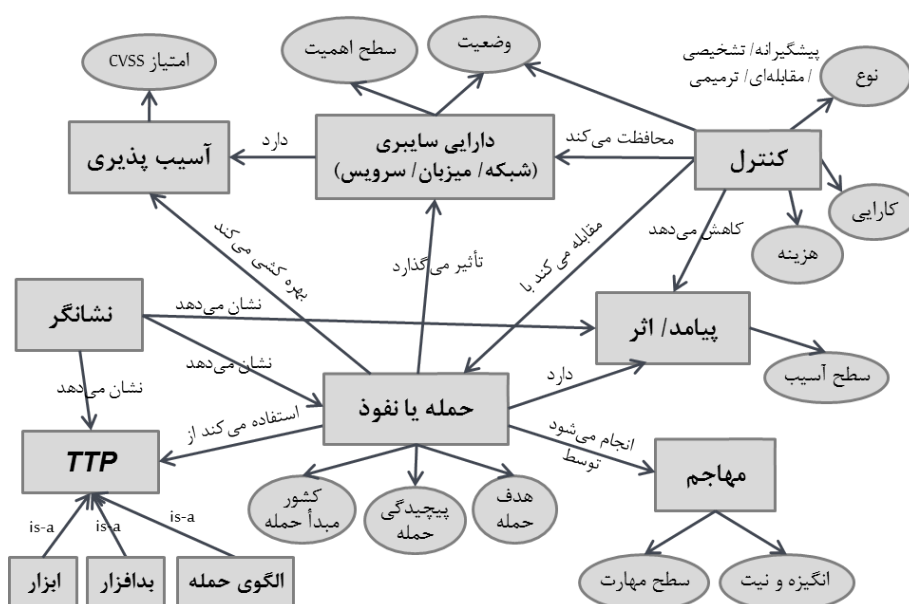 وضعیت
سطح اهمیت
امتیاز CVSS
پیشگیرانه/ تشخیصی
/ مقابله‌ای/ ترمیمی
نوع
آسیب پذیری
دارد
دارایی سایبری
(شبکه/ میزبان/ سرویس)
محافظت می‌کند
کنترل
کارایی
هزینه
کاهش می‌دهد
مقابله می کند با
تأثیر می گذارد
بهره کشی می کند
نشانگر
نشان می‌دهد
نشان می‌دهد
نشان می‌دهد
پیامد/ اثر
سطح آسیب
دارد
حمله یا نفوذ
استفاده می کند از
انجام می‌شود
توسط
مهاجم
TTP
کشور
مبدأ حمله
پیچیدگی
حمله
هدف
حمله
is-a
is-a
is-a
ابزار
بدافزار
الگوی حمله
سطح مهارت
انگیزه و نیت